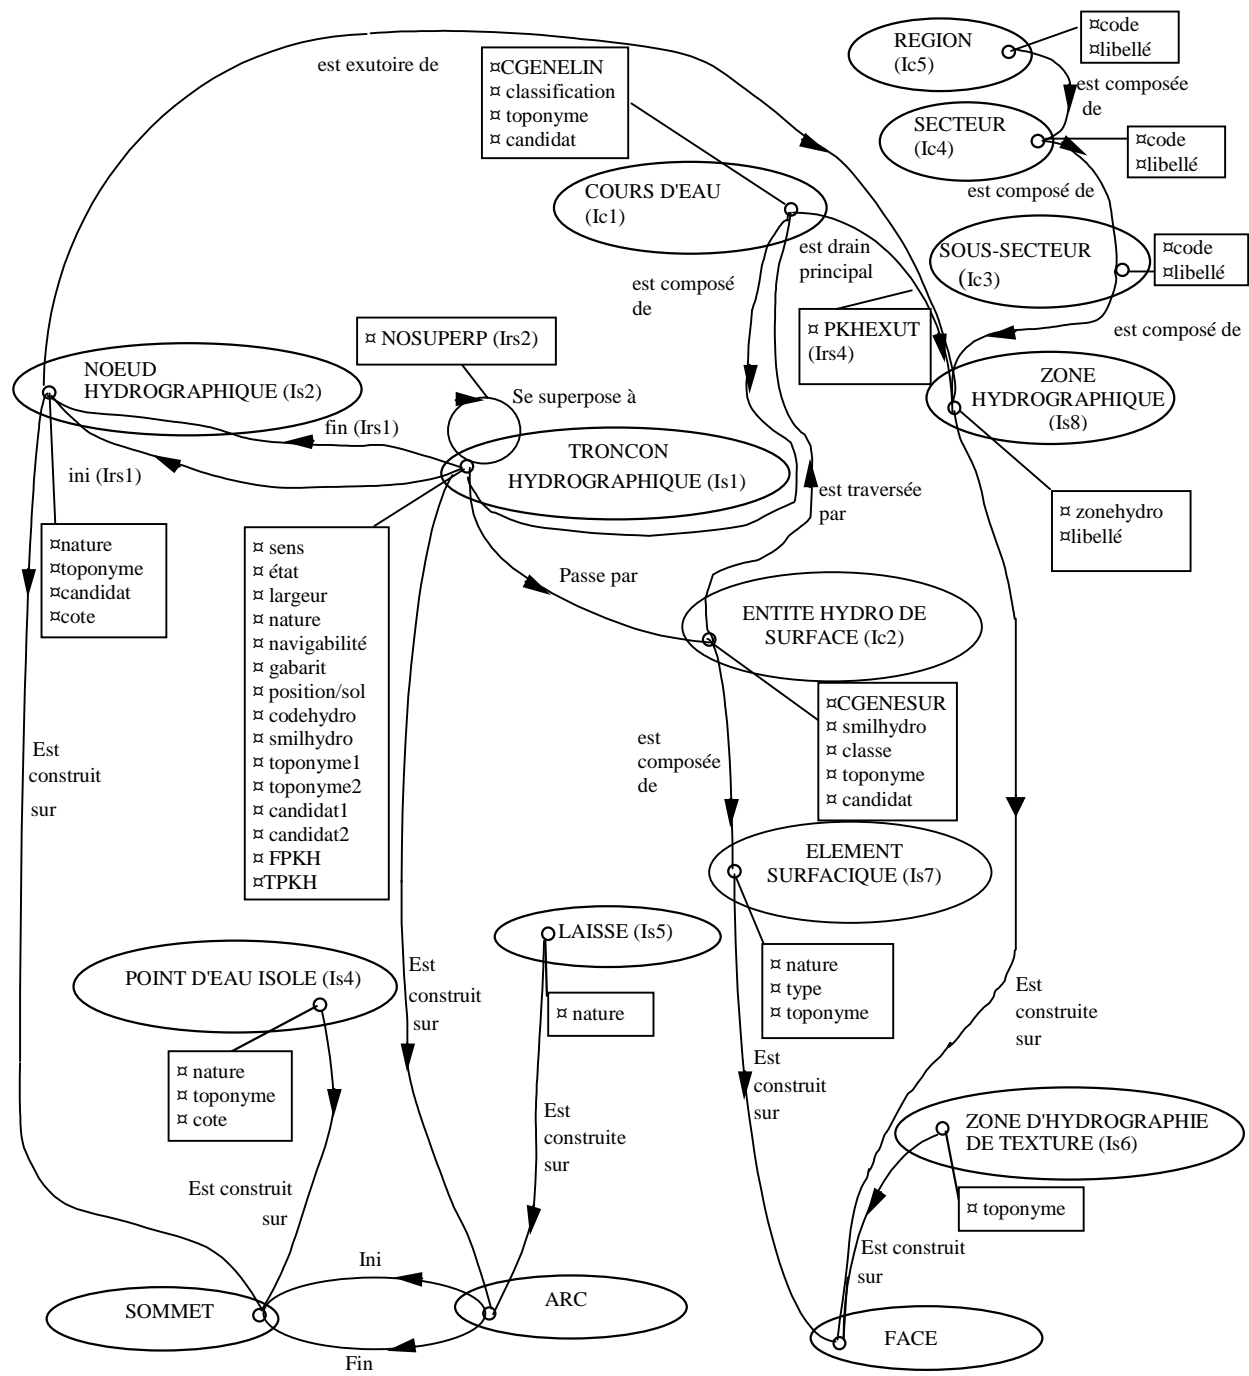 est exutoire de
¤CGENELIN
¤ classification
¤ toponyme
¤ candidat
REGION
(Ic5)
¤code
¤libellé
est composée
de
SECTEUR
(Ic4)
¤code
¤libellé
est composé de
COURS D'EAU
(Ic1)
est drain
principal
SOUS-SECTEUR
(Ic3)
¤code
¤libellé
est composé
de
est composé de
¤ PKHEXUT
(Irs4)
¤ NOSUPERP (Irs2)
NOEUD
HYDROGRAPHIQUE (Is2)
Se superpose à
ZONE
HYDROGRAPHIQUE
(Is8)
fin (Irs1)
ini (Irs1)
TRONCON
HYDROGRAPHIQUE (Is1)
est traversée
par
¤ zonehydro
¤libellé
¤nature
¤toponyme
¤candidat
¤cote
¤ sens
¤ état
¤ largeur
¤ nature
¤ navigabilité
¤ gabarit
¤ position/sol
¤ codehydro
¤ smilhydro
¤ toponyme1
¤ toponyme2
¤ candidat1
¤ candidat2
¤ FPKH
¤TPKH
Passe par
ENTITE HYDRO DE
SURFACE (Ic2)
¤CGENESUR
¤ smilhydro
¤ classe
¤ toponyme
¤ candidat
Est
construit
sur
est
composée
de
ELEMENT
SURFACIQUE (Is7)
LAISSE (Is5)
¤ nature
¤ nature
¤ type
¤ toponyme
POINT D'EAU ISOLE (Is4)
Est
construit
sur
Est
construite
sur
¤ nature
¤ toponyme
¤ cote
Est
construit
sur
Est
construite
sur
ZONE D'HYDROGRAPHIE
DE TEXTURE (Is6)
¤ toponyme
Est construit
sur
Est construit
sur
Ini
SOMMET
ARC
FACE
Fin